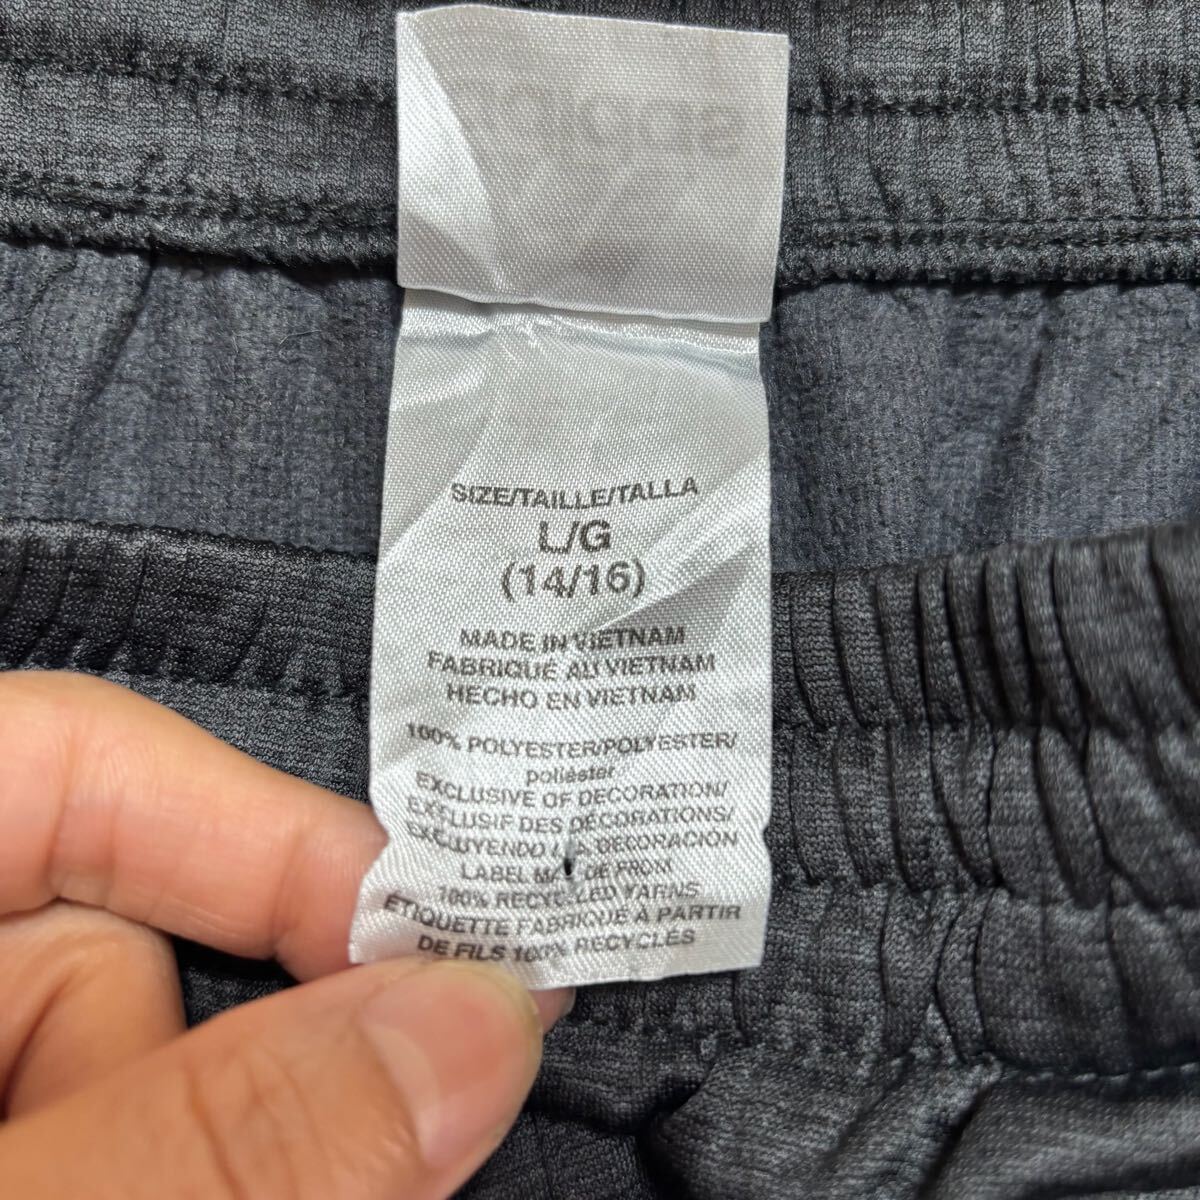 SIZE/TAILLE/TALLA
L/G
(14/16)
MADE IN VIETNAM
FABRIQUÉ AU VIETNAM
HECHO EN VIETNAM
100% POLYESTER/POLYESTER/
poliéster
EXCLUSIVE OF DECORATION/
EXCLUSIF DES DÉCORATIONS/
EXCLUYENDO LA DECORACIÓN
LABEL MADE FROM
100% RECYCLED YARNS
ÉTIQUETTE FABRIQUÉ À PARTIR
DE FILS 100% RECYCLÉS